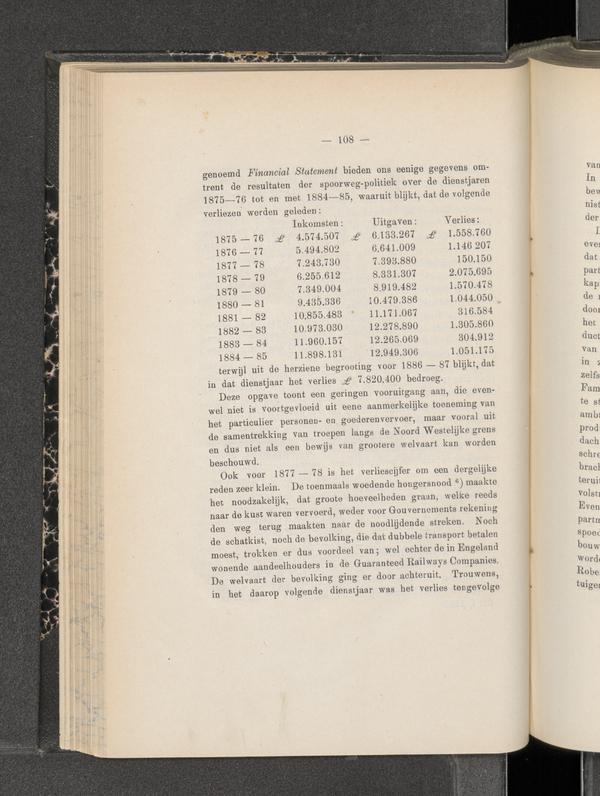 — 108 —
genoemd Financial Statement bieden ons eenige gegevens om-
trent de resultaten der spoorweg-politiek over de dienstjaren
1875—76 tot en met 1884—85, waaruit blijkt, dat de volgende
verliezen werden geleden:
Inkomsten: Uitgaven: Verlies:
1875 — 76 £ 4.574.507 £ 6.133.267 £ 1.558.760
1876 — 77 5.494.802 6,641.009 1.146 207
1877 — 78 7.243.730 7.393.880 150.150
1878 — 79 6.255.612 8.331.307 2.075,695
1879 — 80 7.349.004 8,919.482 1.570.478
1880 — 81 9.435,336 10.479.386 1.044.050
1881 — 82 10,855.483 11.171.067 316.584
1882 — 83 10.973.030 12.278.890 1.305.860
1883 — 84 11.960.157 12.265.069 304.912
1884 — 85 11.898.131 12,949.306 1.051.175
terwijl uit de herziene begrooting voor 1886 — 87 blijkt, dat
in dat dienstjaar het verlies £ 7.820,400 bedroeg.
Deze opgave toont een geringen vooruitgang aan, die even-
wel niet is voortgevloeid uit eene aanmerkelijke toeneming van
het particulier personen- en goederenvervoer, maar vooral uit
de samentrekking van troepen langs de Noord Westelijke grens
en dus niet als een bewijs van grootere welvaart kan worden
beschouwd.
Ook voor 1877 — 78 is het verliescijfer om een dergelijke
reden zeer klein. De toenmaals woedende hongersnood ⁶) maakte
het noodzakelijk, dat groote hoeveelheden graan, welke reeds
naar de kust waren vervoerd, weder voor Gouvernements rekening
den weg terug maakten naar de noodlijdende streken. Noch
de schatkist, noch de bevolking, die dat dubbele transport betalen
moest, trokken er dus voordeel van; wel echter de in Engeland
wonende aandeelhouders in de Guaranteed Railways Companies.
De welvaart der bevolking ging er door achteruit. Trouwens,
in het daarop volgende dienstjaar was het verlies tengevolge